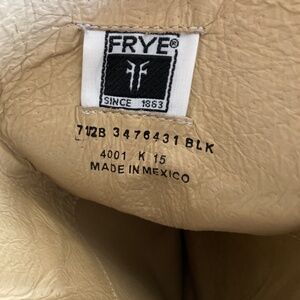 FRYE®
SINCE 1863
7 1/2B 3476431 BLK
4001 K 15
MADE IN MEXICO